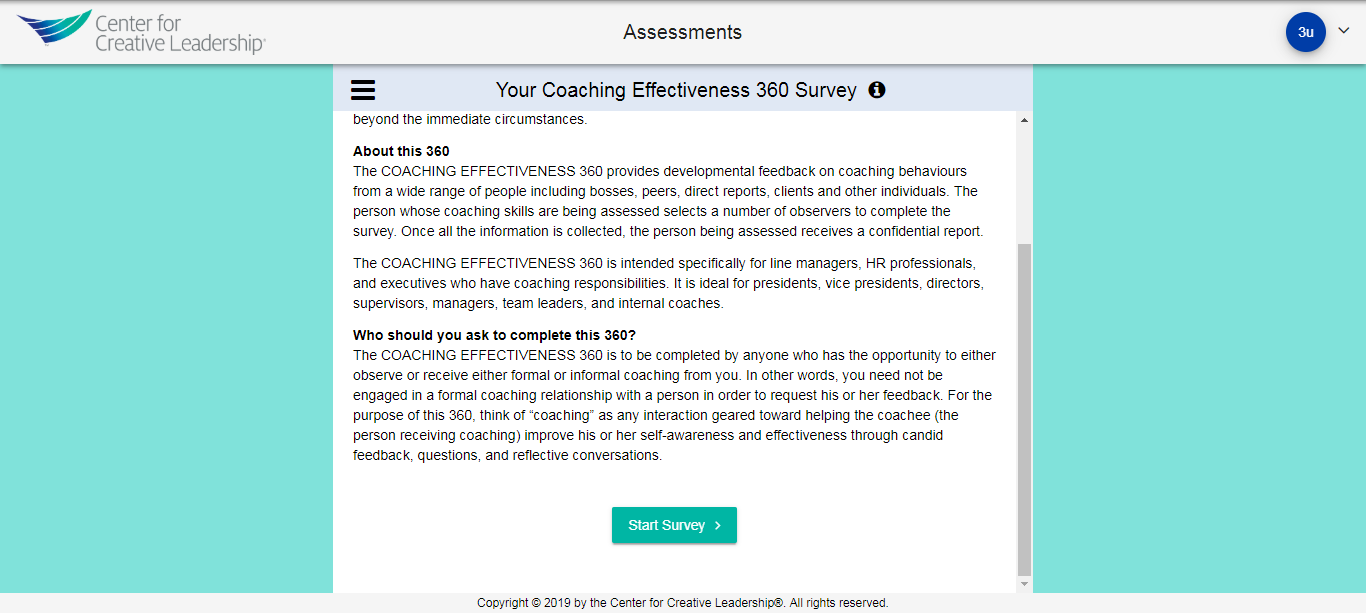 Center for
Creative Leadership®
Assessments
3u
Your Coaching Effectiveness 360 Survey
beyond the immediate circumstances.
About this 360
The COACHING EFFECTIVENESS 360 provides developmental feedback on coaching behaviours
from a wide range of people including bosses, peers, direct reports, clients and other individuals. The
person whose coaching skills are being assessed selects a number of observers to complete the
survey. Once all the information is collected, the person being assessed receives a confidential report.
The COACHING EFFECTIVENESS 360 is intended specifically for line managers, HR professionals,
and executives who have coaching responsibilities. It is ideal for presidents, vice presidents, directors,
supervisors, managers, team leaders, and internal coaches.
Who should you ask to complete this 360?
The COACHING EFFECTIVENESS 360 is to be completed by anyone who has the opportunity to either
observe or receive either formal or informal coaching from you. In other words, you need not be
engaged in a formal coaching relationship with a person in order to request his or her feedback. For the
purpose of this 360, think of “coaching” as any interaction geared toward helping the coachee (the
person receiving coaching) improve his or her self-awareness and effectiveness through candid
feedback, questions, and reflective conversations.
Start Survey
Copyright © 2019 by the Center for Creative Leadership®. All rights reserved.